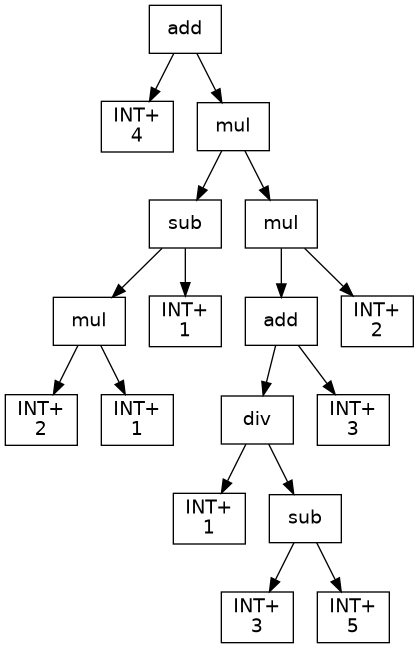 add
INT+
4
mul
sub
mul
mul
INT+
1
add
INT+
2
INT+
2
INT+
1
div
INT+
3
INT+
1
sub
INT+
3
INT+
5